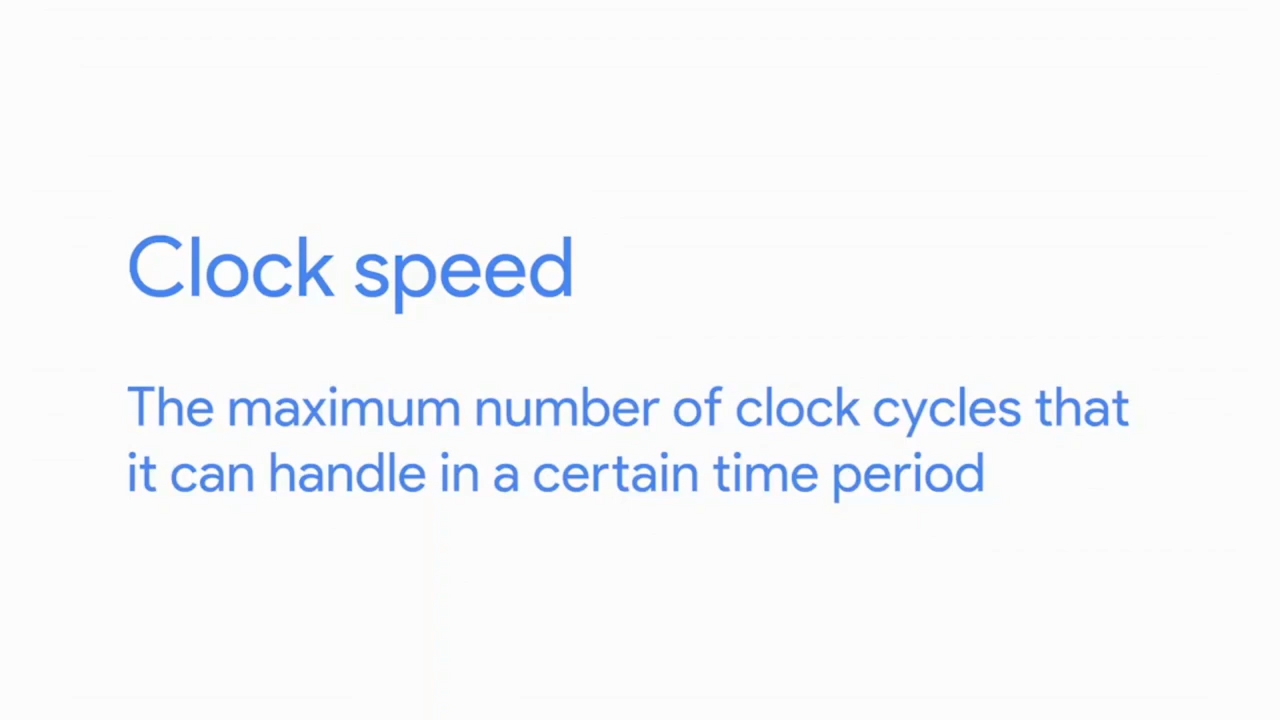 Clock speed
The maximum number of clock cycles that
it can handle in a certain time period